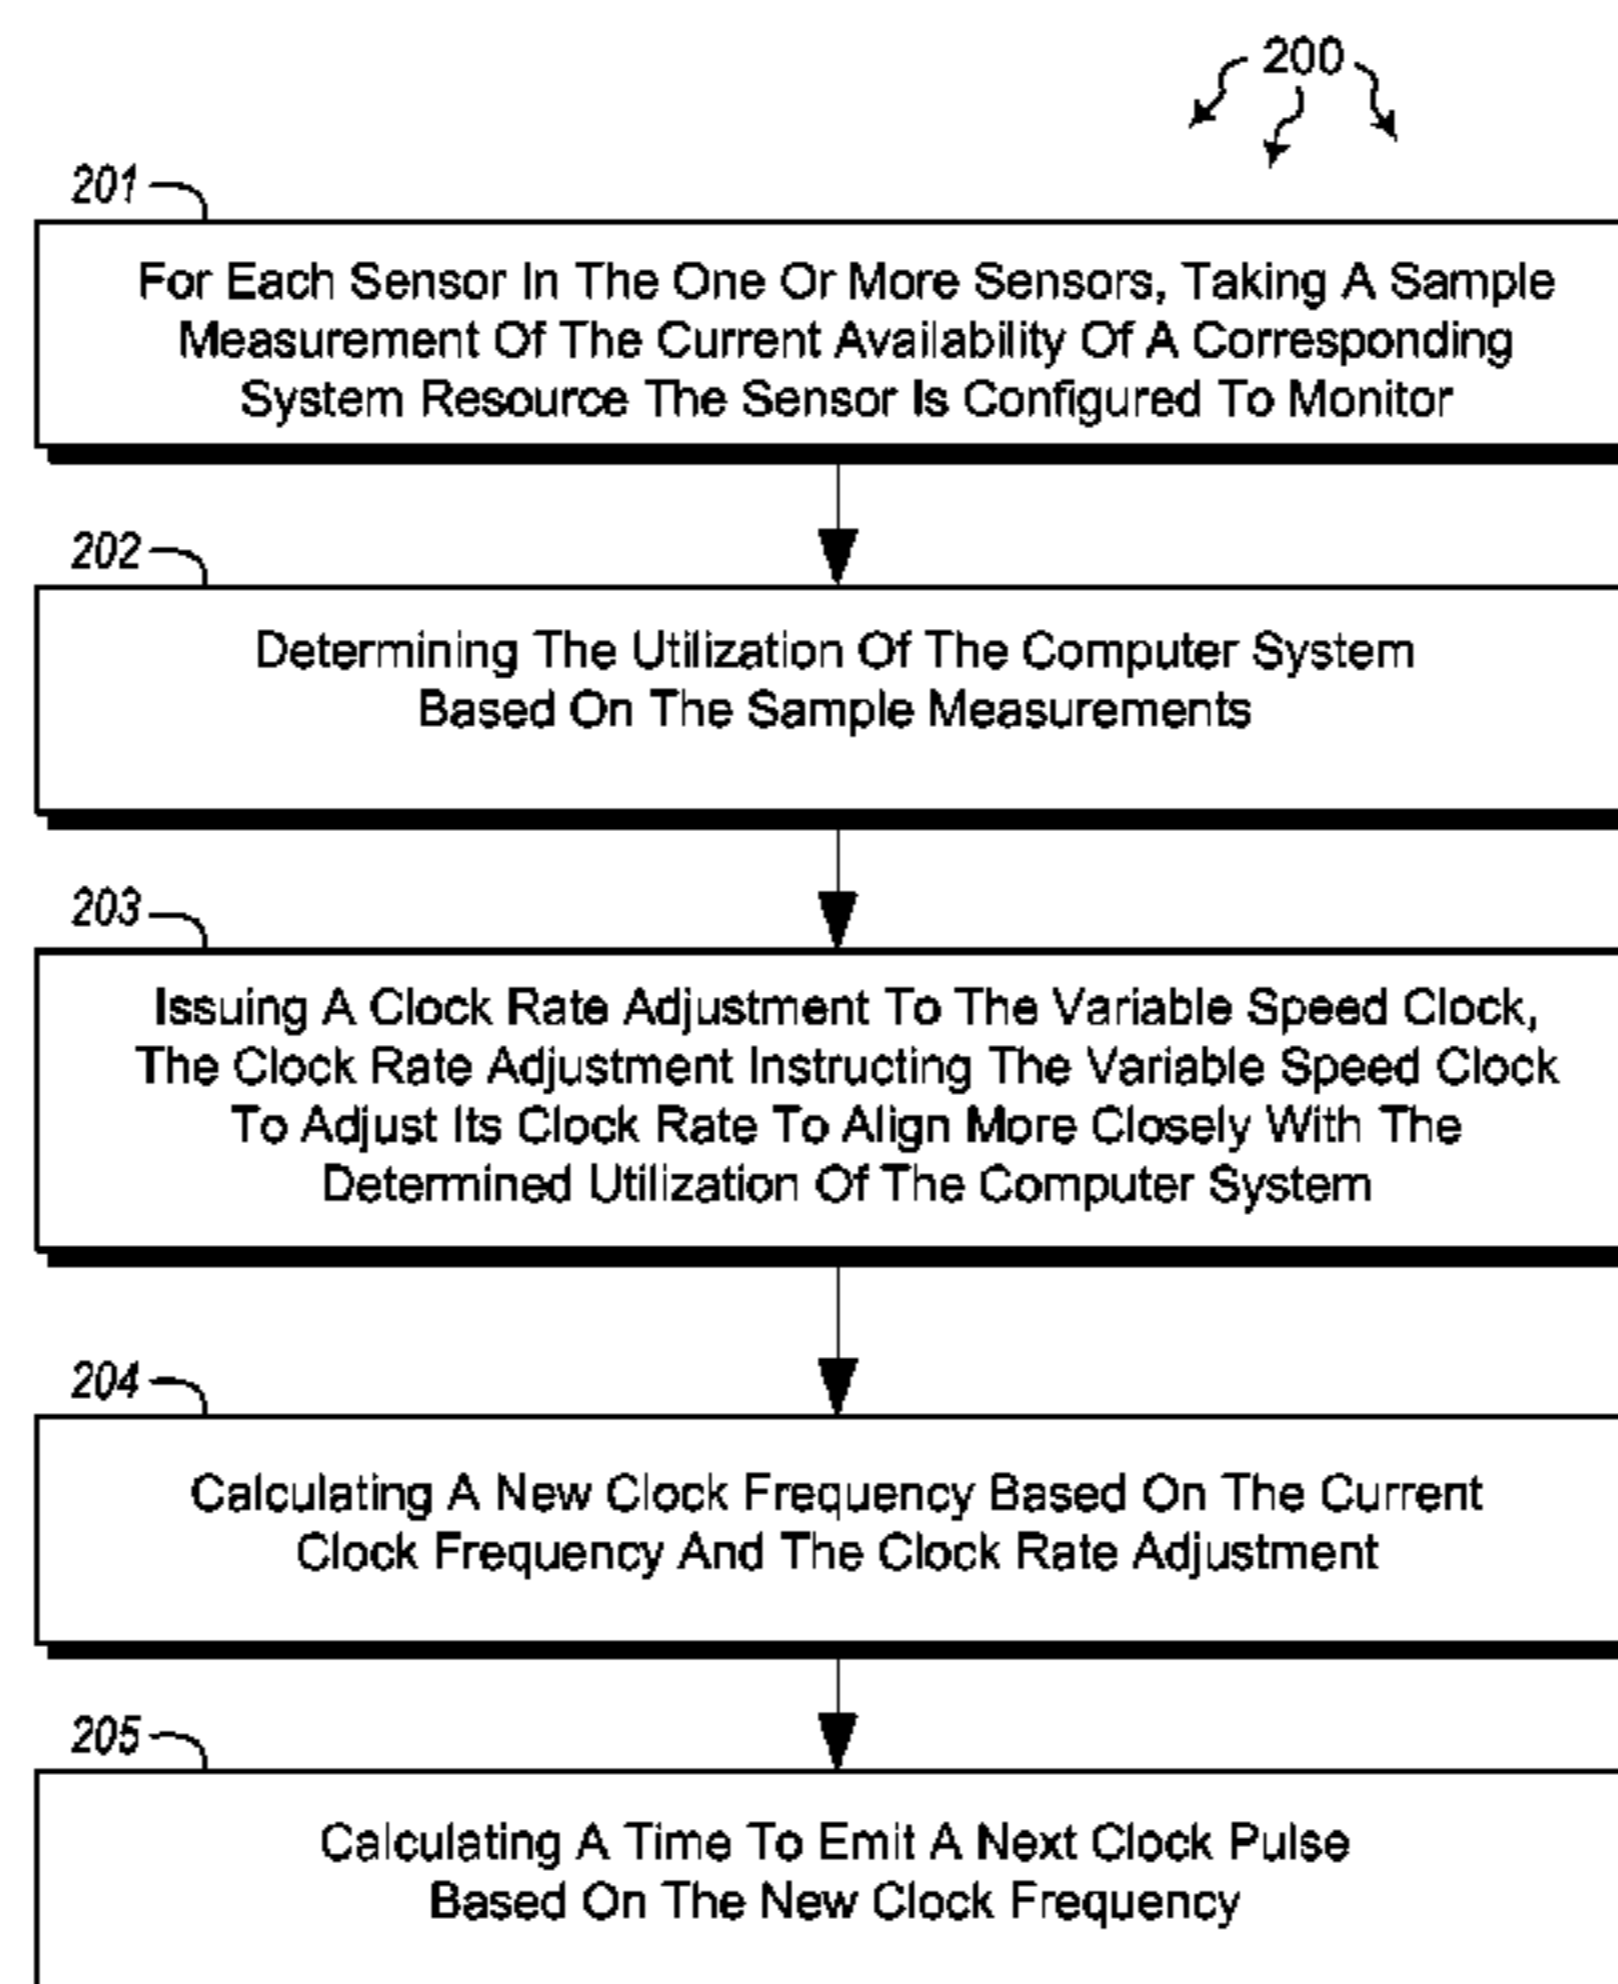 200
201
For Each Sensor In The One Or More Sensors, Taking A Sample
Measurement Of The Current Availability Of A Corresponding
System Resource The Sensor Is Configured To Monitor
202
Determining The Utilization Of The Computer System
Based On The Sample Measurements
203
Issuing A Clock Rate Adjustment To The Variable Speed Clock,
The Clock Rate Adjustment Instructing The Variable Speed Clock
To Adjust Its Clock Rate To Align More Closely With The
Determined Utilization Of The Computer System
204
Calculating A New Clock Frequency Based On The Current
Clock Frequency And The Clock Rate Adjustment
205
Calculating A Time To Emit A Next Clock Pulse
Based On The New Clock Frequency